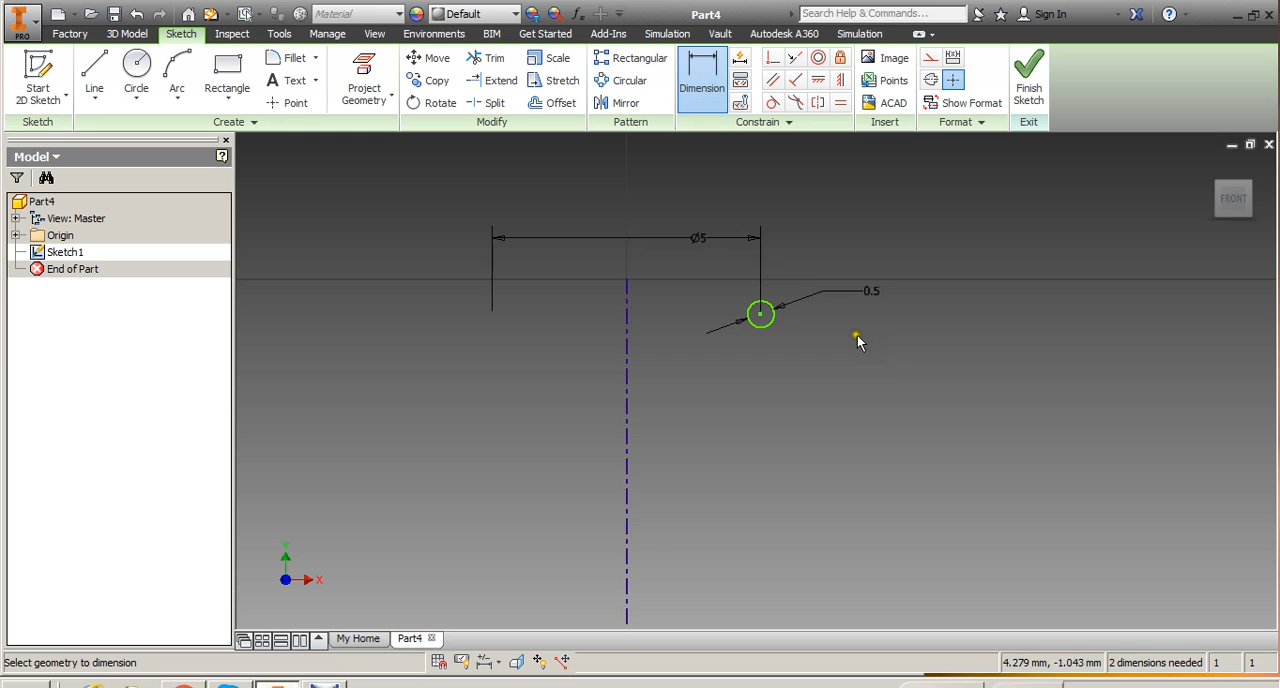 Material
Default
fx
Part4
Search Help & Commands...
Sign In
PRO
Factory 3D Model Sketch Inspect Tools Manage View Environments BIM Get Started Add-Ins Simulation Vault Autodesk A360 Simulation
Start
2D Sketch
Line
Circle
Arc
Rectangle
Fillet
Text
Point
Project
Geometry
Move
Copy
Rotate
Trim
Extend
Split
Scale
Stretch
Offset
Rectangular
Circular
Mirror
Dimension
Image
Points
ACAD
Show Format
Finish
Sketch
Sketch Create Modify Pattern Constrain Insert Format Exit
Model
Part4
View: Master
Origin
Sketch1
End of Part
FRONT
Ø5
0.5
Y
X
My Home Part4
Select geometry to dimension
4.279 mm, -1.043 mm 2 dimensions needed 1 1